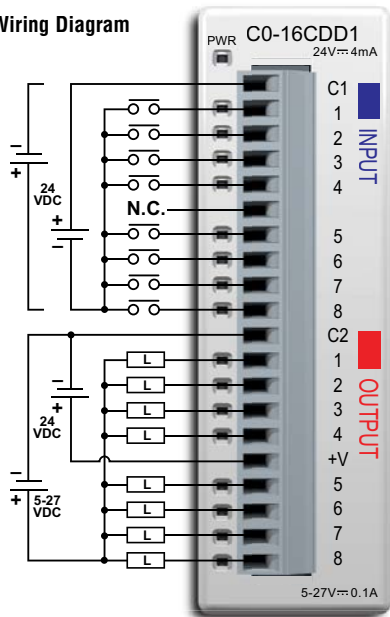 Wiring Diagram
PWR
C0-16CDD1
24V⎓4mA
C1
1
2
3
4
N.C.
5
6
7
8
INPUT
− +
24
VDC
+ −
C2
L 1
L 2
L 3
L 4
+V
L 5
L 6
L 7
L 8
OUTPUT
− +
24
VDC
− +
5-27
VDC
5-27V⎓0.1A